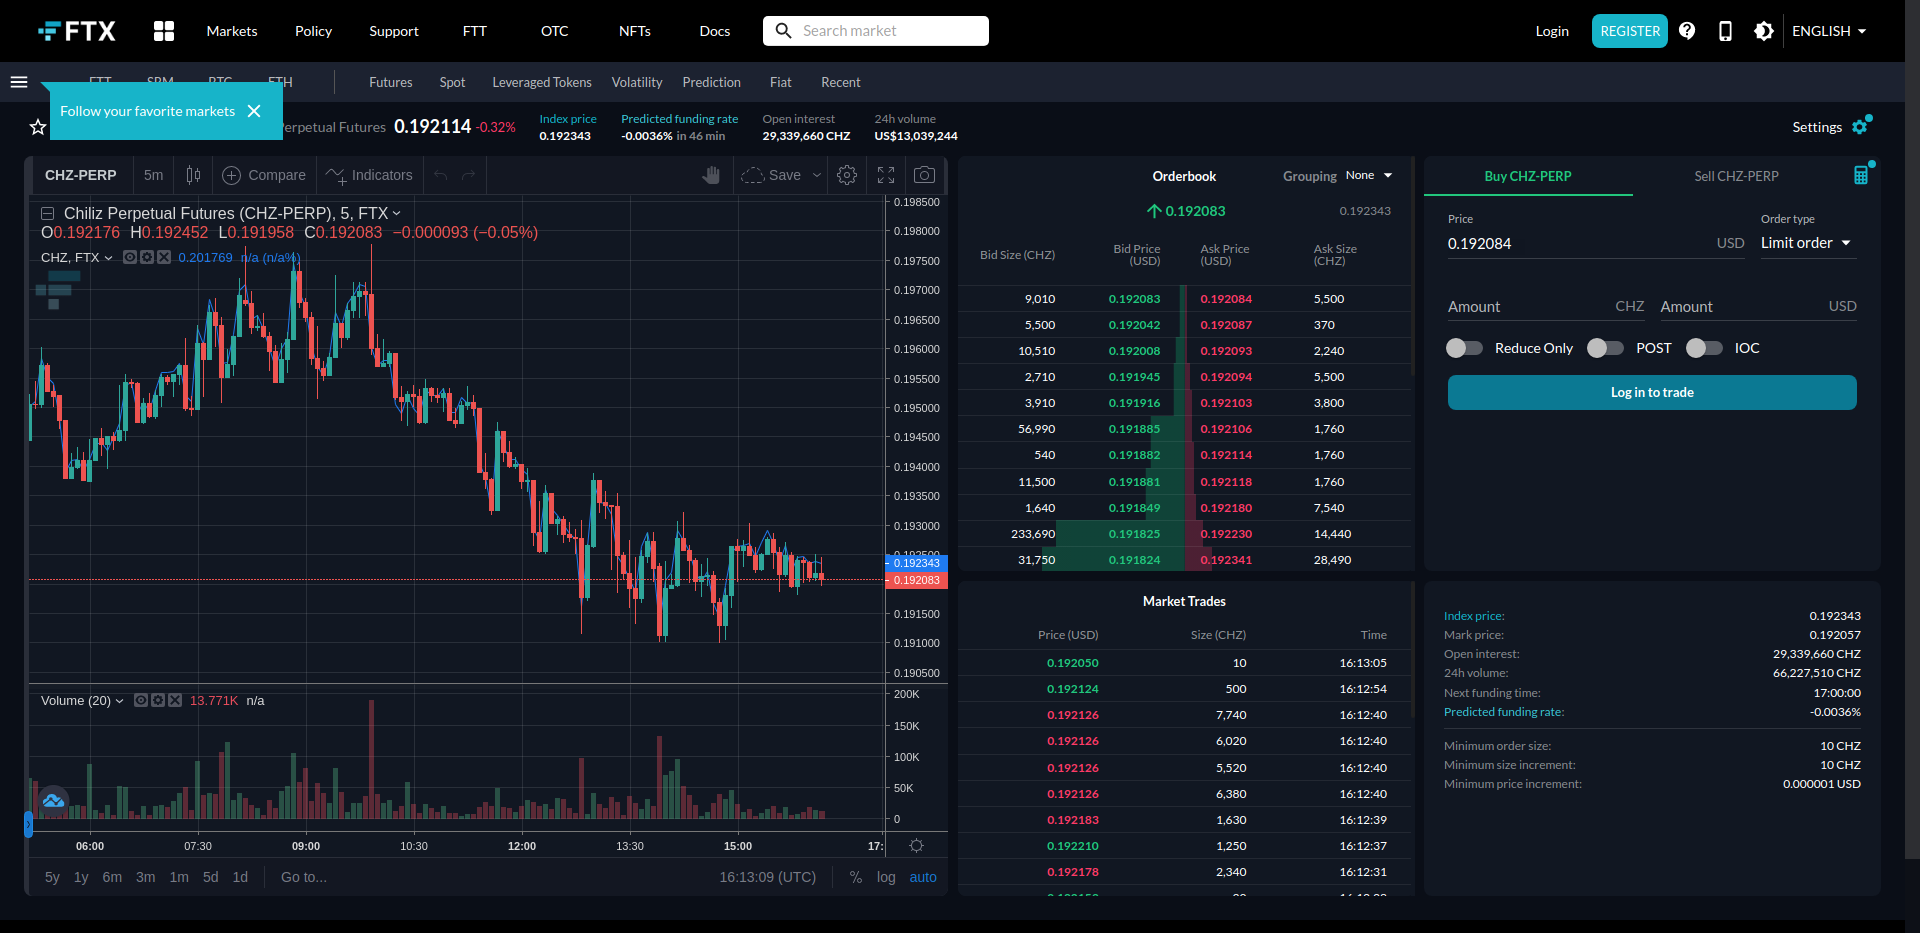 FTX
Markets
Policy
Support
FTT
OTC
NFTs
Docs
Search market
Login
REGISTER
ENGLISH
Futures
Spot
Leveraged Tokens
Volatility
Prediction
Fiat
Recent
Follow your favorite markets
Perpetual Futures
0.192114 -0.32%
Index price
0.192343
Predicted funding rate
-0.0036% in 46 min
Open interest
29,339,660 CHZ
24h volume
US$13,039,244
Settings
CHZ-PERP
5m
Compare
Indicators
Save
Chiliz Perpetual Futures (CHZ-PERP), 5, FTX
O0.192176 H0.192452 L0.191958 C0.192083 −0.000093 (−0.05%)
CHZ, FTX 0.201769 n/a (n/a%)
0.198500
0.198000
0.197500
0.197000
0.196500
0.196000
0.195500
0.195000
0.194500
0.194000
0.193500
0.193000
0.192343
0.192083
0.191500
0.191000
0.190500
Volume (20) 13.771K n/a
200K
150K
100K
50K
0
06:00 07:30 09:00 10:30 12:00 13:30 15:00 17:
5y 1y 6m 3m 1m 5d 1d Go to...
16:13:09 (UTC) % log auto
Orderbook
Grouping None
0.192083 0.192343
Bid Size (CHZ)
Bid Price (USD)
Ask Price (USD)
Ask Size (CHZ)
9,010 0.192083 0.192084 5,500
5,500 0.192042 0.192087 370
10,510 0.192008 0.192093 2,240
2,710 0.191945 0.192094 5,500
3,910 0.191916 0.192103 3,800
56,990 0.191885 0.192106 1,760
540 0.191882 0.192114 1,760
11,500 0.191881 0.192118 1,760
1,640 0.191849 0.192180 7,540
233,690 0.191825 0.192230 14,440
31,750 0.191824 0.192341 28,490
Market Trades
Price (USD) Size (CHZ) Time
0.192050 10 16:13:05
0.192124 500 16:12:54
0.192126 7,740 16:12:40
0.192126 6,020 16:12:40
0.192126 5,520 16:12:40
0.192126 6,380 16:12:40
0.192183 1,630 16:12:39
0.192210 1,250 16:12:37
0.192178 2,340 16:12:31
Buy CHZ-PERP
Sell CHZ-PERP
Price
0.192084 USD
Order type
Limit order
Amount CHZ
Amount USD
Reduce Only
POST
IOC
Log in to trade
Index price: 0.192343
Mark price: 0.192057
Open interest: 29,339,660 CHZ
24h volume: 66,227,510 CHZ
Next funding time: 17:00:00
Predicted funding rate: -0.0036%
Minimum order size: 10 CHZ
Minimum size increment: 10 CHZ
Minimum price increment: 0.000001 USD